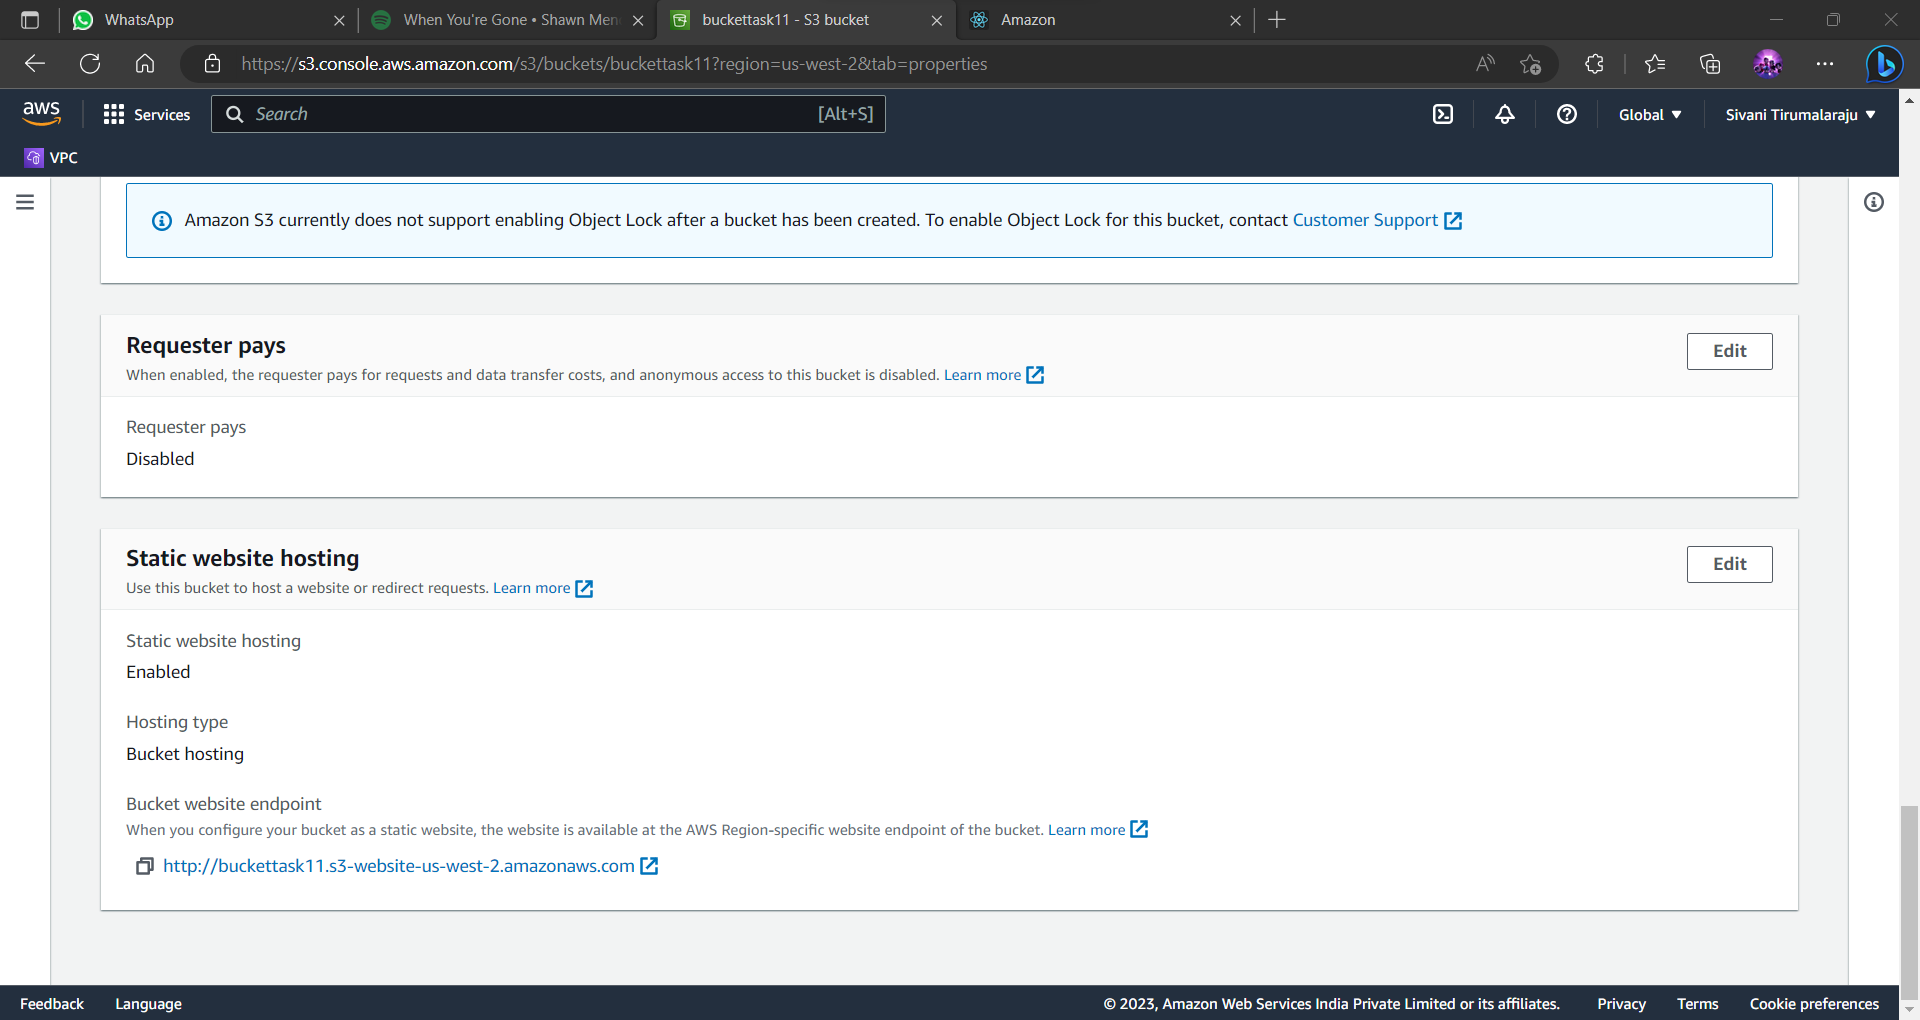 WhatsApp
When You're Gone • Shawn Men
buckettask11 - S3 bucket
Amazon
https://s3.console.aws.amazon.com/s3/buckets/buckettask11?region=us-west-2&tab=properties
aws
Services
Search
[Alt+S]
Global
Sivani Tirumalaraju
VPC
Amazon S3 currently does not support enabling Object Lock after a bucket has been created. To enable Object Lock for this bucket, contact Customer Support
Requester pays
Edit
When enabled, the requester pays for requests and data transfer costs, and anonymous access to this bucket is disabled. Learn more
Requester pays
Disabled
Static website hosting
Edit
Use this bucket to host a website or redirect requests. Learn more
Static website hosting
Enabled
Hosting type
Bucket hosting
Bucket website endpoint
When you configure your bucket as a static website, the website is available at the AWS Region-specific website endpoint of the bucket. Learn more
http://buckettask11.s3-website-us-west-2.amazonaws.com
Feedback
Language
© 2023, Amazon Web Services India Private Limited or its affiliates.
Privacy
Terms
Cookie preferences